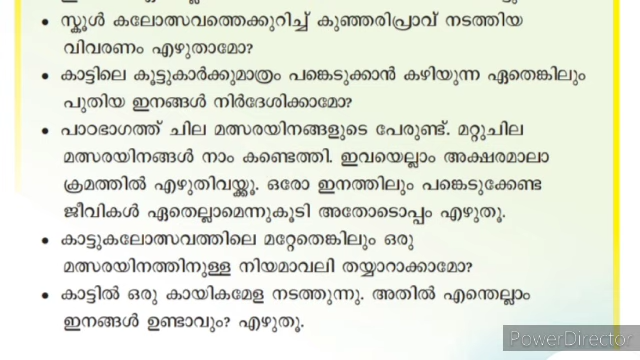 • സ്കൂൾ കലോത്സവത്തെക്കുറിച്ച് കുഞ്ഞരിപ്രാവ് നടത്തിയ
വിവരണം എഴുതാമോ?
• കാട്ടിലെ കൂട്ടുകാർക്കുമാത്രം പങ്കെടുക്കാൻ കഴിയുന്ന ഏതെങ്കിലും
പുതിയ ഇനങ്ങൾ നിർദേശിക്കാമോ?
• പാഠഭാഗത്ത് ചില മത്സരയിനങ്ങളുടെ പേരുണ്ട്. മറ്റുചില
മത്സരയിനങ്ങൾ നാം കണ്ടെത്തി. ഇവയെല്ലാം അക്ഷരമാലാ
ക്രമത്തിൽ എഴുതിവയ്ക്കൂ. ഒരോ ഇനത്തിലും പങ്കെടുക്കേണ്ട
ജീവികൾ ഏതെല്ലാമെന്നുകൂടി അതോടൊപ്പം എഴുതൂ.
• കാട്ടുകലോത്സവത്തിലെ മറ്റേതെങ്കിലും ഒരു
മത്സരയിനത്തിനുള്ള നിയമാവലി തയ്യാറാക്കാമോ?
• കാട്ടിൽ ഒരു കായികമേള നടത്തുന്നു. അതിൽ എന്തെല്ലാം
ഇനങ്ങൾ ഉണ്ടാവും? എഴുതൂ.
PowerDirector